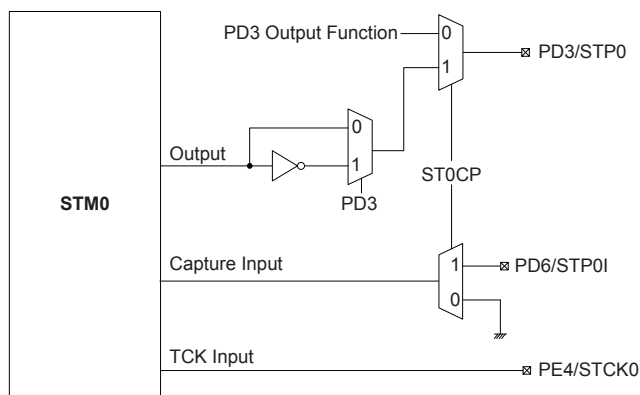 PD3 Output Function
0
1
PD3/STP0
0
1
Output
PD3
ST0CP
STM0
Capture Input
1
0
PD6/STP0I
TCK Input
PE4/STCK0